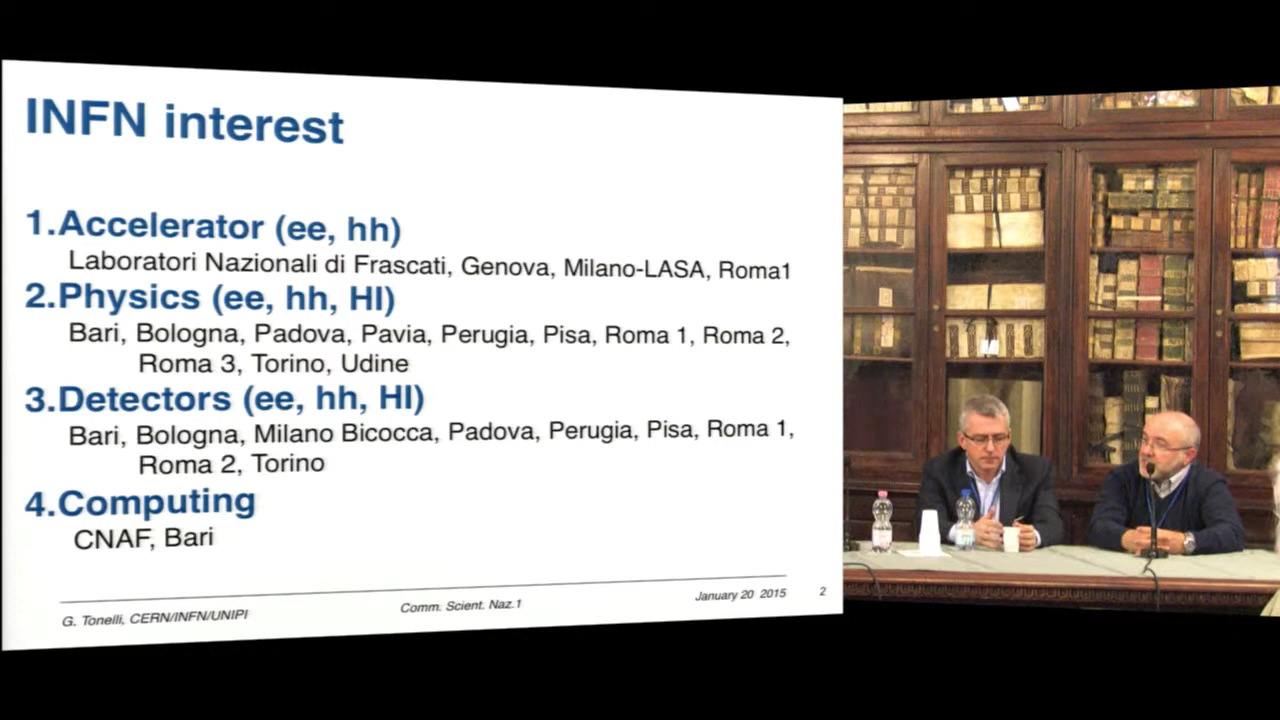 INFN interest
1.Accelerator (ee, hh)
Laboratori Nazionali di Frascati, Genova, Milano-LASA, Roma1
2.Physics (ee, hh, HI)
Bari, Bologna, Padova, Pavia, Perugia, Pisa, Roma 1, Roma 2,
Roma 3, Torino, Udine
3.Detectors (ee, hh, HI)
Bari, Bologna, Milano Bicocca, Padova, Perugia, Pisa, Roma 1,
Roma 2, Torino
4.Computing
CNAF, Bari
G. Tonelli, CERN/INFN/UNIPI
Comm. Scient. Naz.1
January 20 2015
2